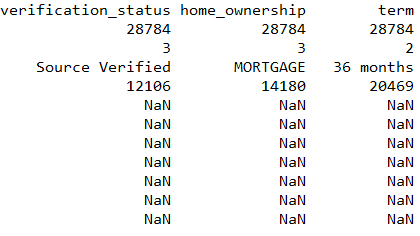 verification_status home_ownership term
28784 28784 28784
3 3 2
Source Verified MORTGAGE 36 months
12106 14180 20469
NaN NaN NaN
NaN NaN NaN
NaN NaN NaN
NaN NaN NaN
NaN NaN NaN
NaN NaN NaN
NaN NaN NaN